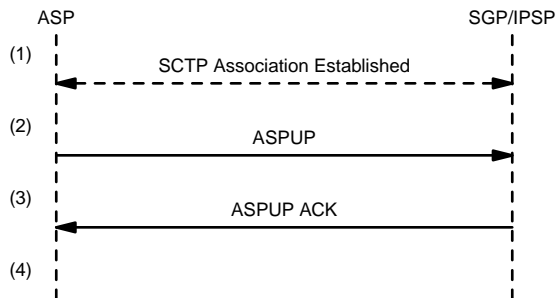 ASP SGP/IPSP
(1) SCTP Association Established
(2) ASPUP
(3) ASPUP ACK
(4)